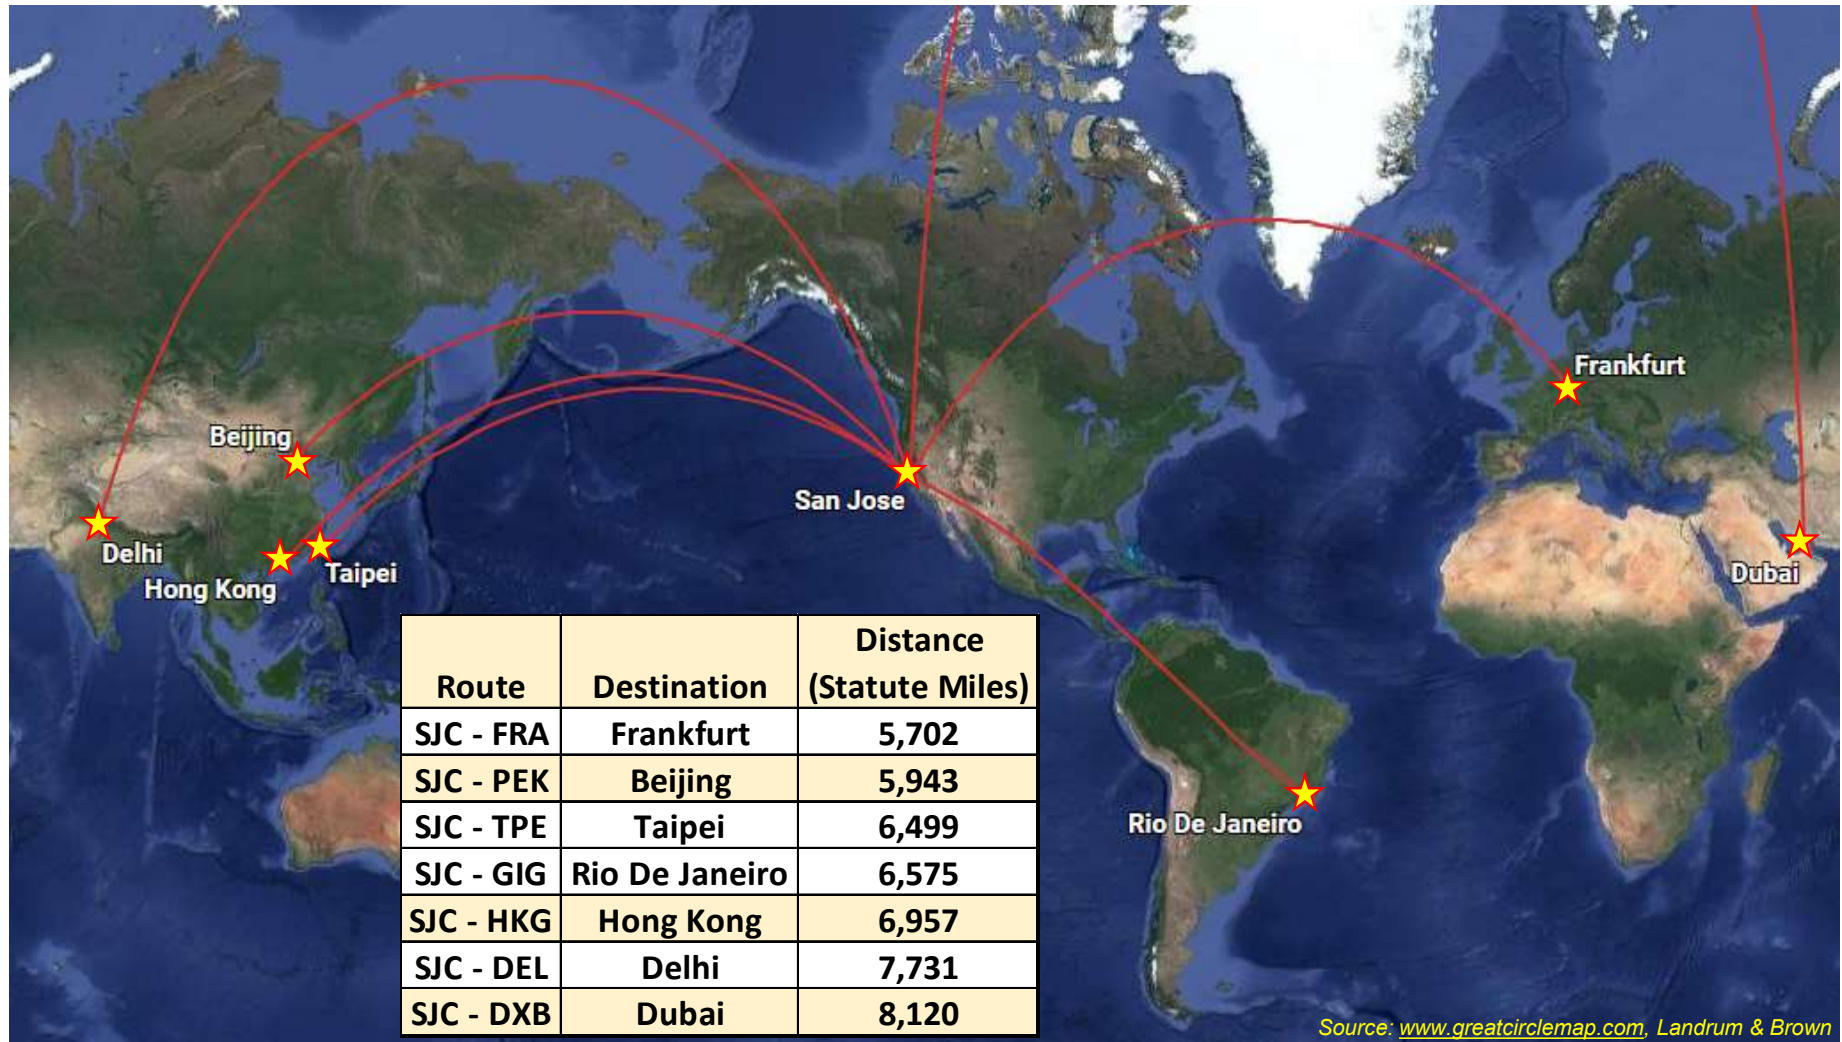 Frankfurt
Beijing
San Jose
Delhi
Hong Kong
Taipei
Dubai
Rio De Janeiro
Route Destination Distance (Statute Miles)
SJC - FRA Frankfurt 5,702
SJC - PEK Beijing 5,943
SJC - TPE Taipei 6,499
SJC - GIG Rio De Janeiro 6,575
SJC - HKG Hong Kong 6,957
SJC - DEL Delhi 7,731
SJC - DXB Dubai 8,120
Source: www.greatcirclemap.com, Landrum & Brown